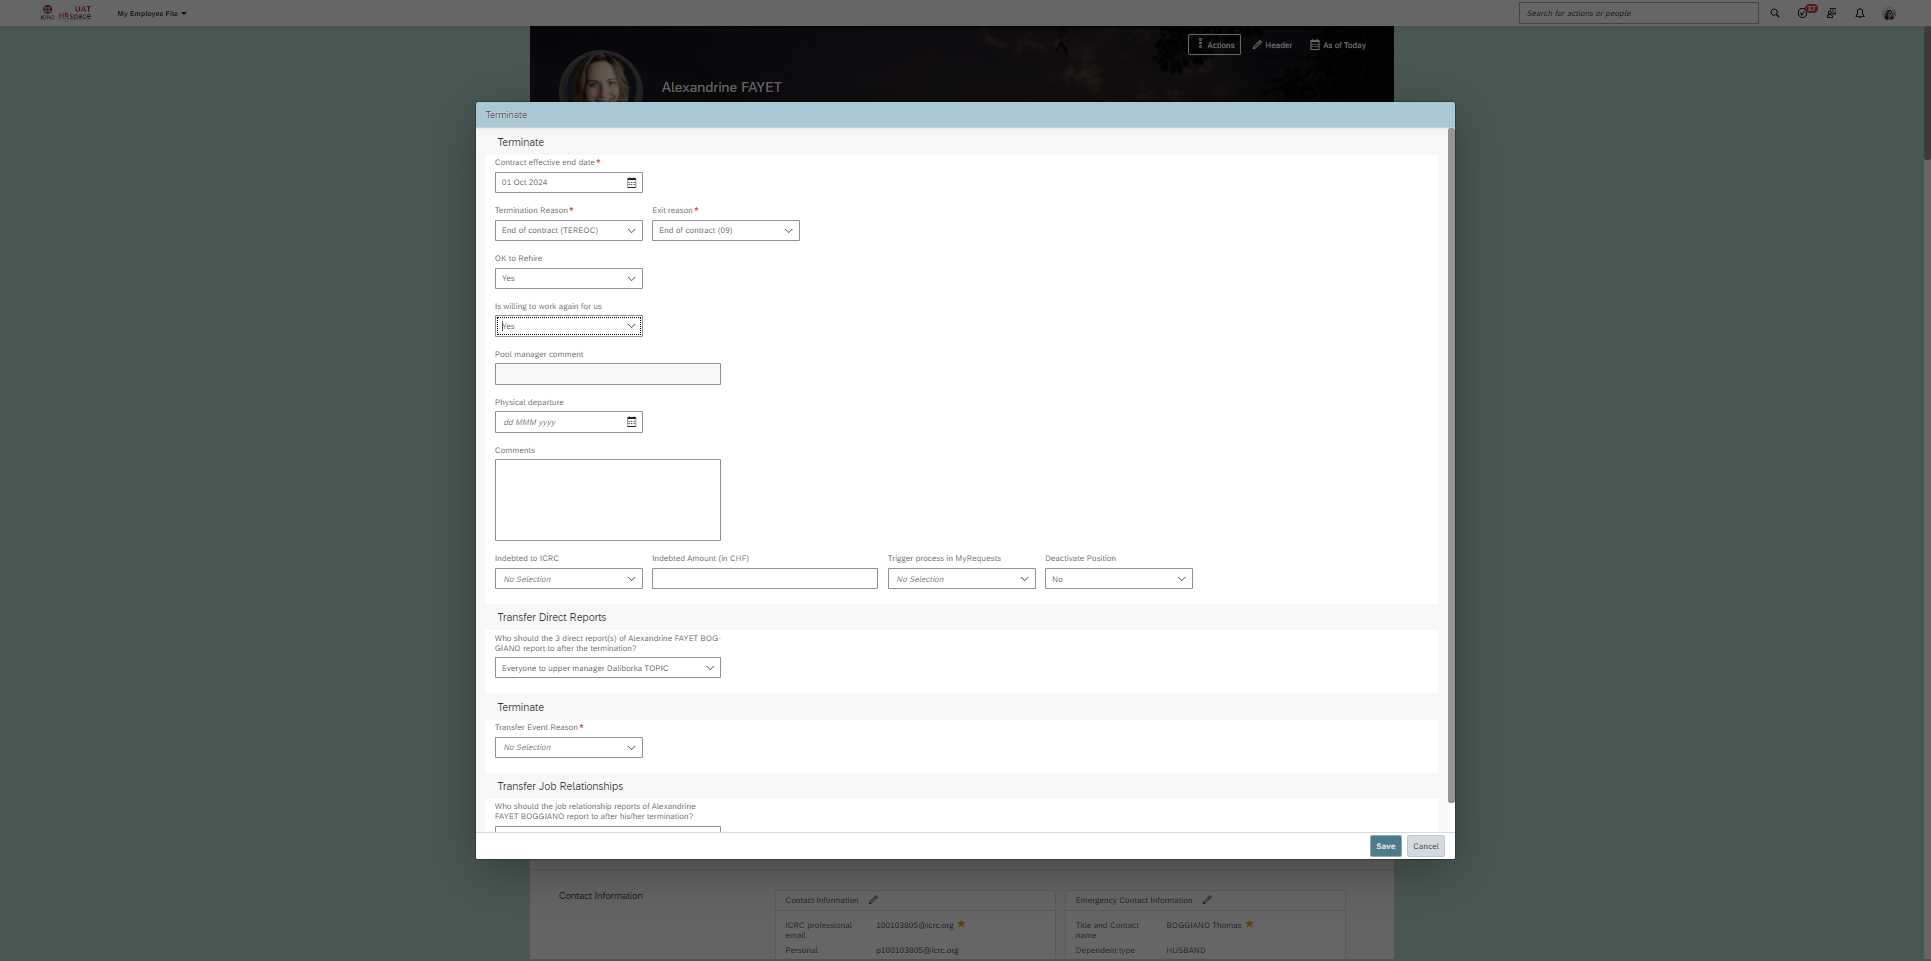 ICRC
UAT
HRspace
My Employee File
Search for actions or people
37
Actions
Header
As of Today
Alexandrine FAYET
Terminate
Terminate
Contract effective end date*
01 Oct 2024
Termination Reason*
Exit reason*
End of contract (TEREOC)
End of contract (09)
OK to Rehire
Yes
Is willing to work again for us
Yes
Pool manager comment
Physical departure
dd MMM yyyy
Comments
Indebted to ICRC
Indebted Amount (in CHF)
Trigger process in MyRequests
Deactivate Position
No Selection
No Selection
No
Transfer Direct Reports
Who should the 3 direct report(s) of Alexandrine FAYET BOG-
GIANO report to after the termination?
Everyone to upper manager Daliborka TOPIC
Terminate
Transfer Event Reason*
No Selection
Transfer Job Relationships
Who should the job relationship reports of Alexandrine
FAYET BOGGIANO report to after his/her termination?
Save
Cancel
Contact Information
Contact Information
Emergency Contact Information
ICRC professional
email
100103805@icrc.org
Title and Contact
name
BOGGIANO Thomas
Personal
p100103805@icrc.org
Dependent type
HUSBAND